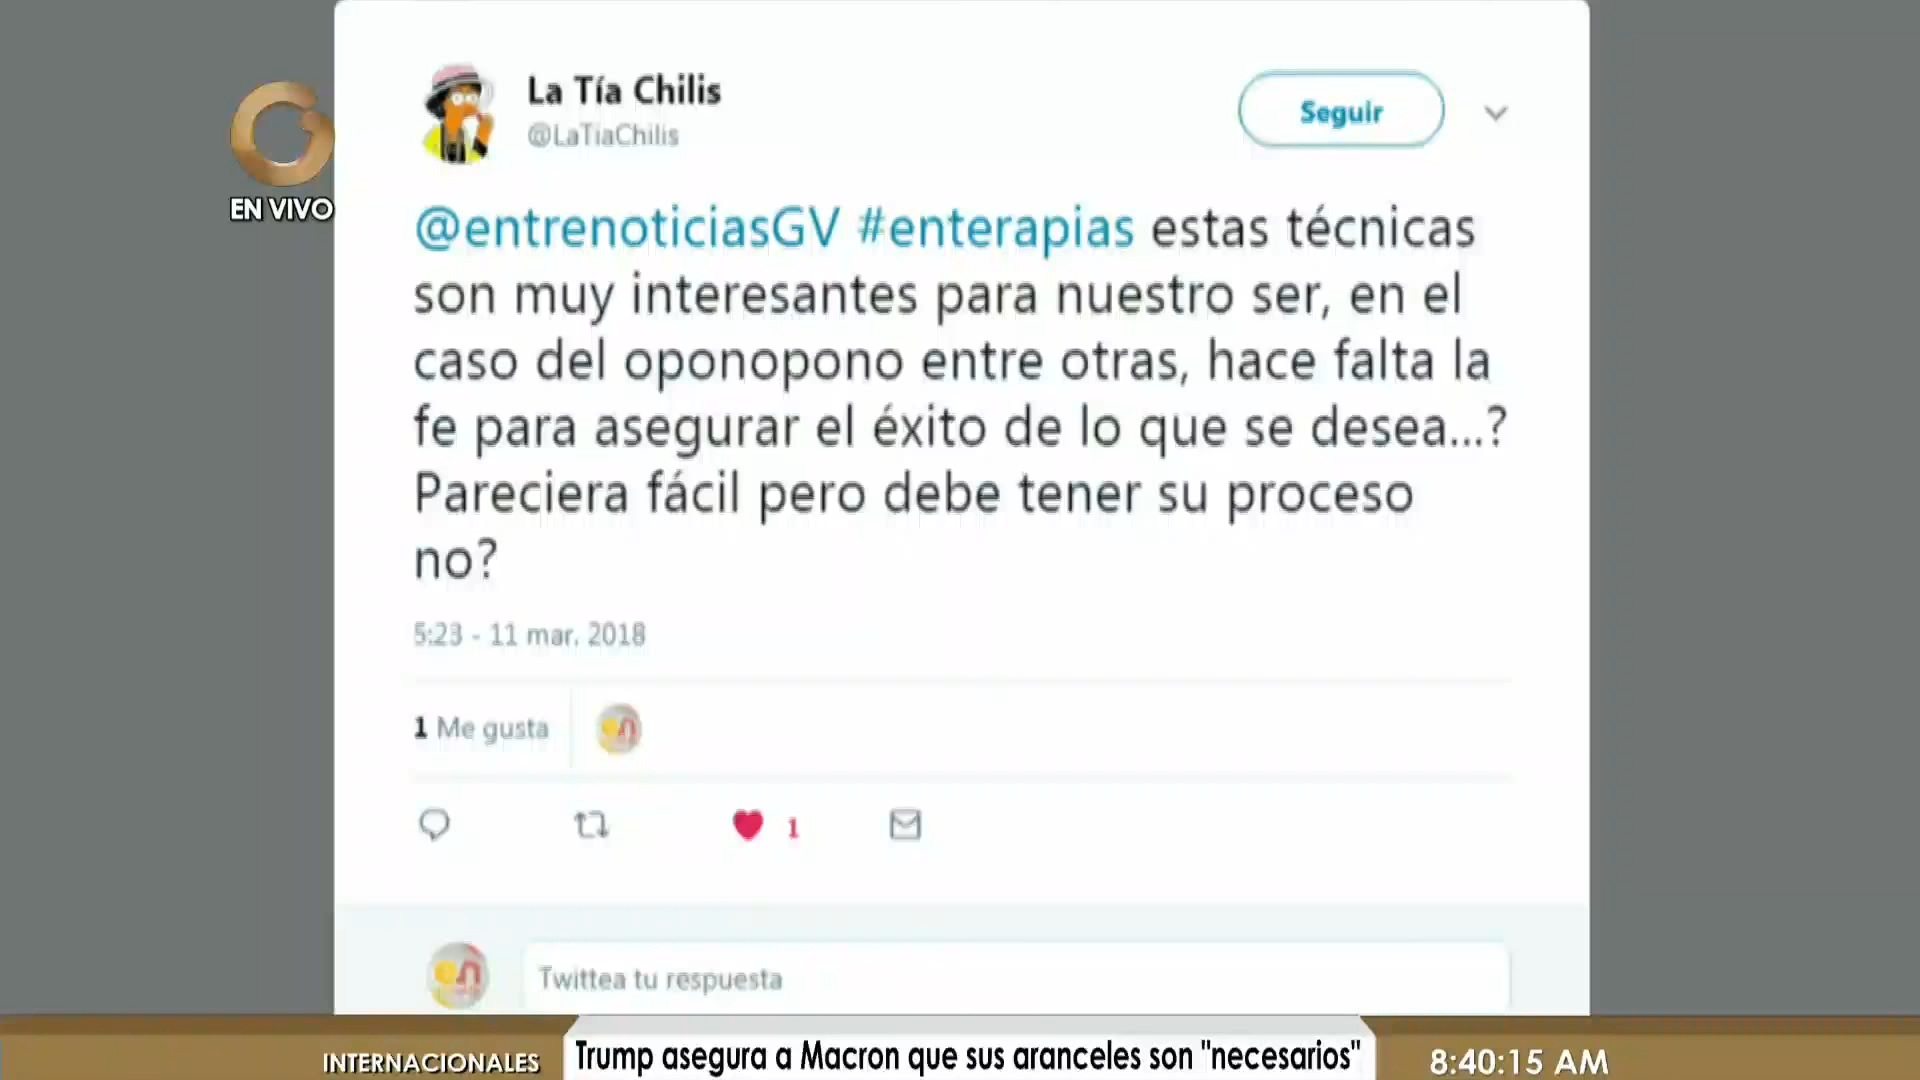 La Tía Chilis
@LaTiaChilis
Seguir
EN VIVO
@entrenoticiasGV #enterapias estas técnicas
son muy interesantes para nuestro ser, en el
caso del oponopono entre otras, hace falta la
fe para asegurar el éxito de lo que se desea...?
Pareciera fácil pero debe tener su proceso
no?
5:23 - 11 mar. 2018
1 Me gusta
1
Twittea tu respuesta
INTERNACIONALES
Trump asegura a Macron que sus aranceles son "necesarios"
8:40:15 AM